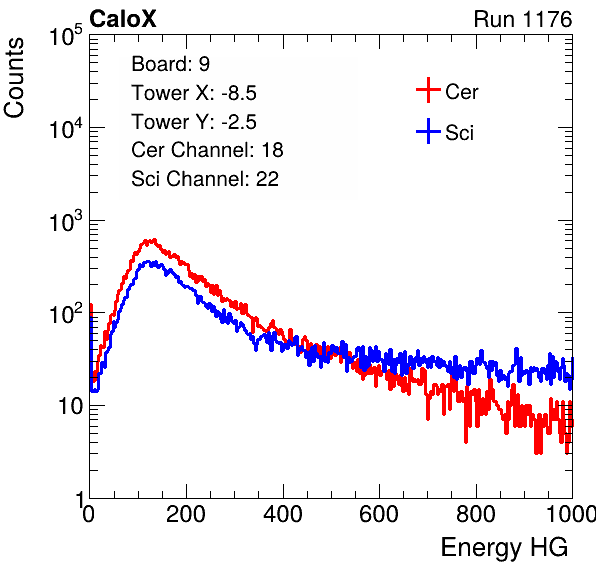 CaloX Run 1176
Counts
10^5
10^4
10^3
10^2
10
1
Board: 9
Tower X: -8.5
Tower Y: -2.5
Cer Channel: 18
Sci Channel: 22
Cer
Sci
0 200 400 600 800 1000
Energy HG